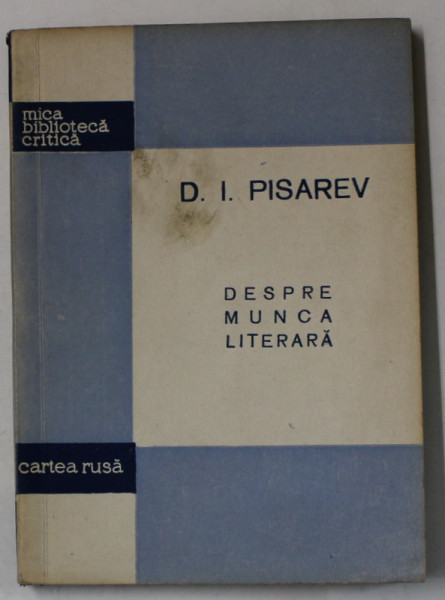 mica
bibliotecă
critică
D. I. PISAREV
DESPRE
MUNCA
LITERARĂ
cartea rusă